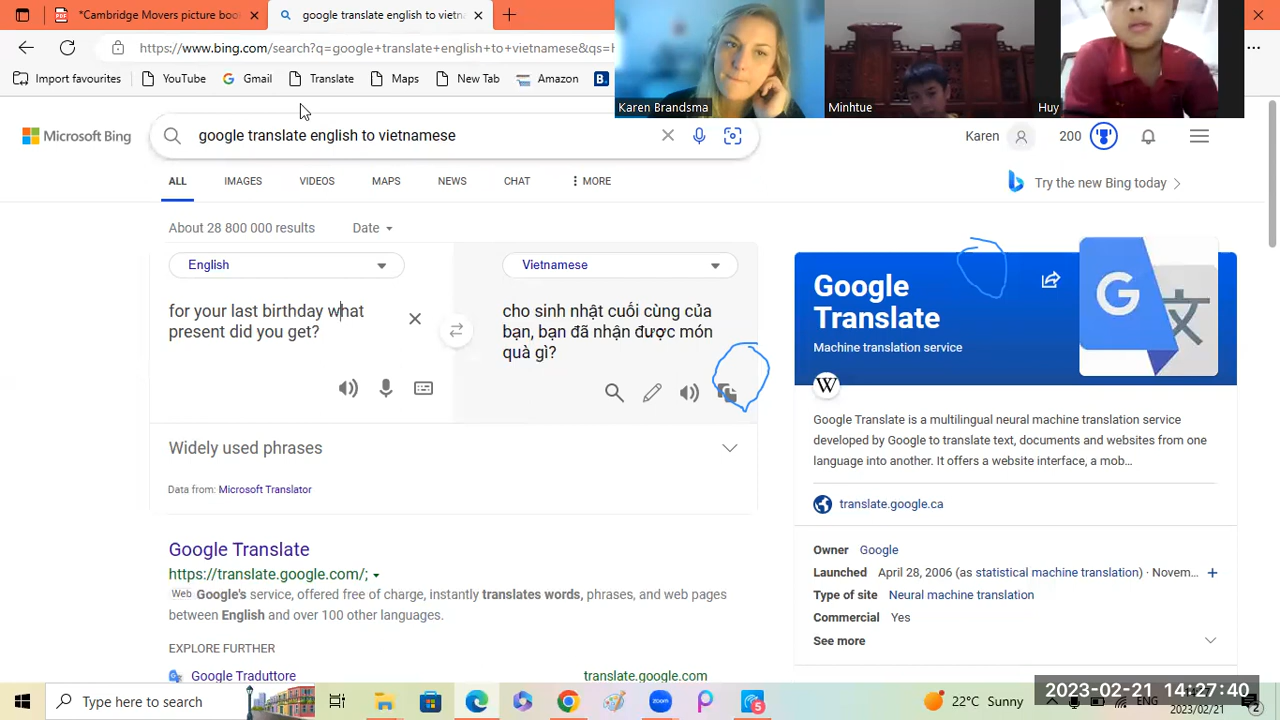 "Cambridge Movers prep book
google translate english to vietn
https://www.bing.com/search?q=google+translate+english+to+vietnamese&qs=
Import favourites
YouTube
Gmail
Translate
Maps
New Tab
Amazon
B.
Karen Brandsma
Minhtue
Huy
Microsoft Bing
google translate english to vietnamese
Karen
200
ALL
IMAGES
VIDEOS
MAPS
NEWS
CHAT
MORE
Try the new Bing today
About 28 800 000 results
Date
English
Vietnamese
for your last birthday what
present did you get?
cho sinh nhật cuối cùng của
bạn, bạn đã nhận được món
quà gì?
Widely used phrases
Data from: Microsoft Translator
Google Translate
https://translate.google.com/;
Web Google's service, offered free of charge, instantly translates words, phrases, and web pages
between English and over 100 other languages.
EXPLORE FURTHER
Google Traduttore
translate.google.com
Google
Translate
Machine translation service
G
文
W
Google Translate is a multilingual neural machine translation service
developed by Google to translate text, documents and websites from one
language into another. It offers a website interface, a mob…
translate.google.ca
Owner Google
Launched April 28, 2006 (as statistical machine translation) · Novem…
Type of site Neural machine translation
Commercial Yes
See more
Type here to search
zoom
5
22°C Sunny
ENG
2023-02-21 14:27:40
2023/02/21
2